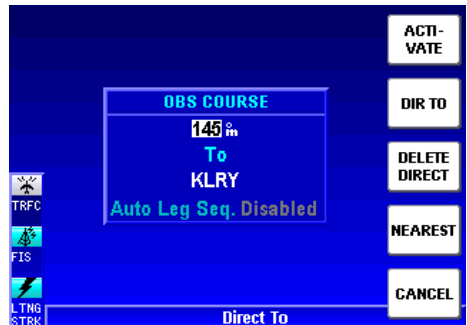 ACTI-
VATE
OBS COURSE
DIR TO
145 °m
To
KLRY
DELETE
DIRECT
TRFC
Auto Leg Seq. Disabled
NEAREST
FIS
CANCEL
LTNG
STRK
Direct To